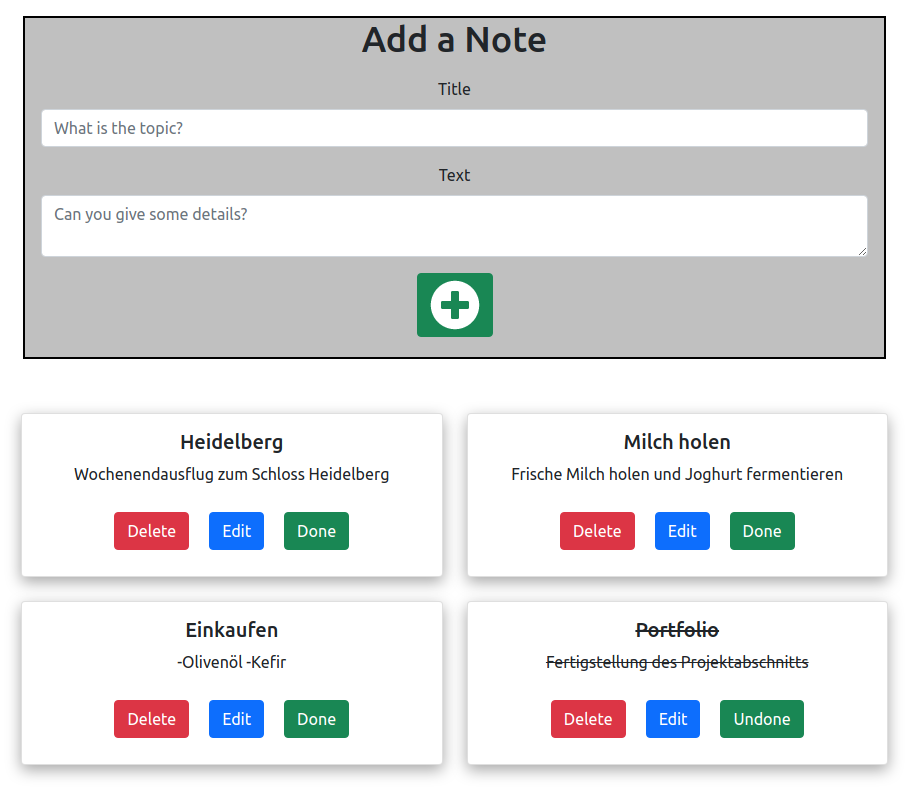 Add a Note
Title
What is the topic?
Text
Can you give some details?
Heidelberg
Wochenendausflug zum Schloss Heidelberg
Delete Edit Done
Milch holen
Frische Milch holen und Joghurt fermentieren
Delete Edit Done
Einkaufen
-Olivenöl -Kefir
Delete Edit Done
Portfolio
Fertigstellung des Projektabschnitts
Delete Edit Undone